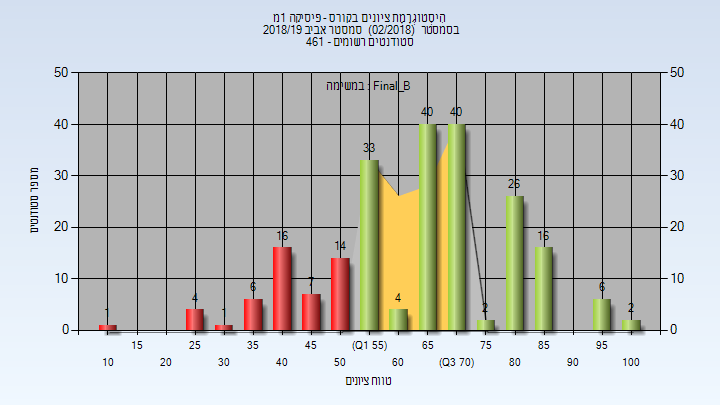 היסטוגרמת ציונים בקורס - פיסיקה 1מ
בסמסטר (02/2018) סמסטר אביב 2018/19
סטודנטים רשומים - 461
במשימה : Final_B
50 50
40 40
30 30
20 20
10 10
0 0
מספר סטודנטים
1 4 1 6 16 7 14 33 4 40 40 2 26 16 6 2
15 25 35 45 (Q1 55) 65 75 85 95
10 20 30 40 50 60 (Q3 70) 80 90 100
טווח ציונים